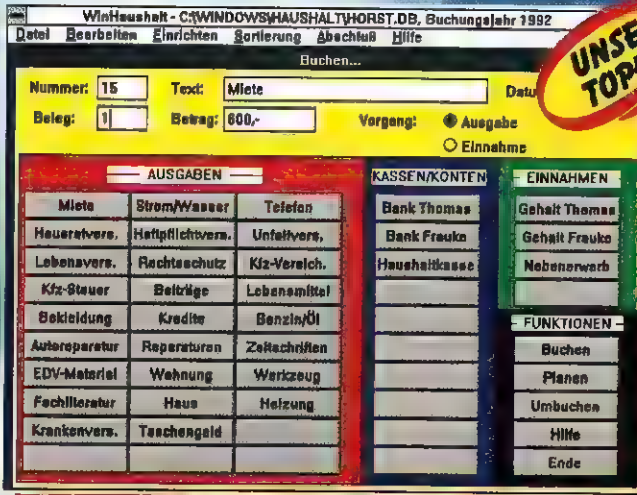 WinHaushalt - C:\WINDOWS\HAUSHALT\HORST.DB, Buchungsjahr 1992
Datei Bearbeiten Einrichten Sortierung Abschluß Hilfe
Buchen...
UNSE
TOP
Nummer: 15 Text: Miete Datu
Beleg: 1 Betrag: 600,- Vorgang: Ausgabe
Einnahme
AUSGABEN KASSEN/KONTEN EINNAHMEN
Miete Strom/Wasser Telefon Bank Thomas Gehalt Thomas
Hausratvers. Haftpflichtvers. Unfallvers. Bank Frauke Gehalt Frauke
Lebensvers. Rechtsschutz Kfz-Versich. Haushaltkasse Nebenerwerb
Kfz-Steuer Beiträge Lebensmittel
Bekleidung Kredite Benzin/Öl FUNKTIONEN
Autoreparatur Reparaturen Zeitschriften Buchen
EDV-Material Wohnung Werkzeug Planen
Fachliteratur Haus Heizung Umbuchen
Krankenvers. Taschengeld Hilfe
Ende